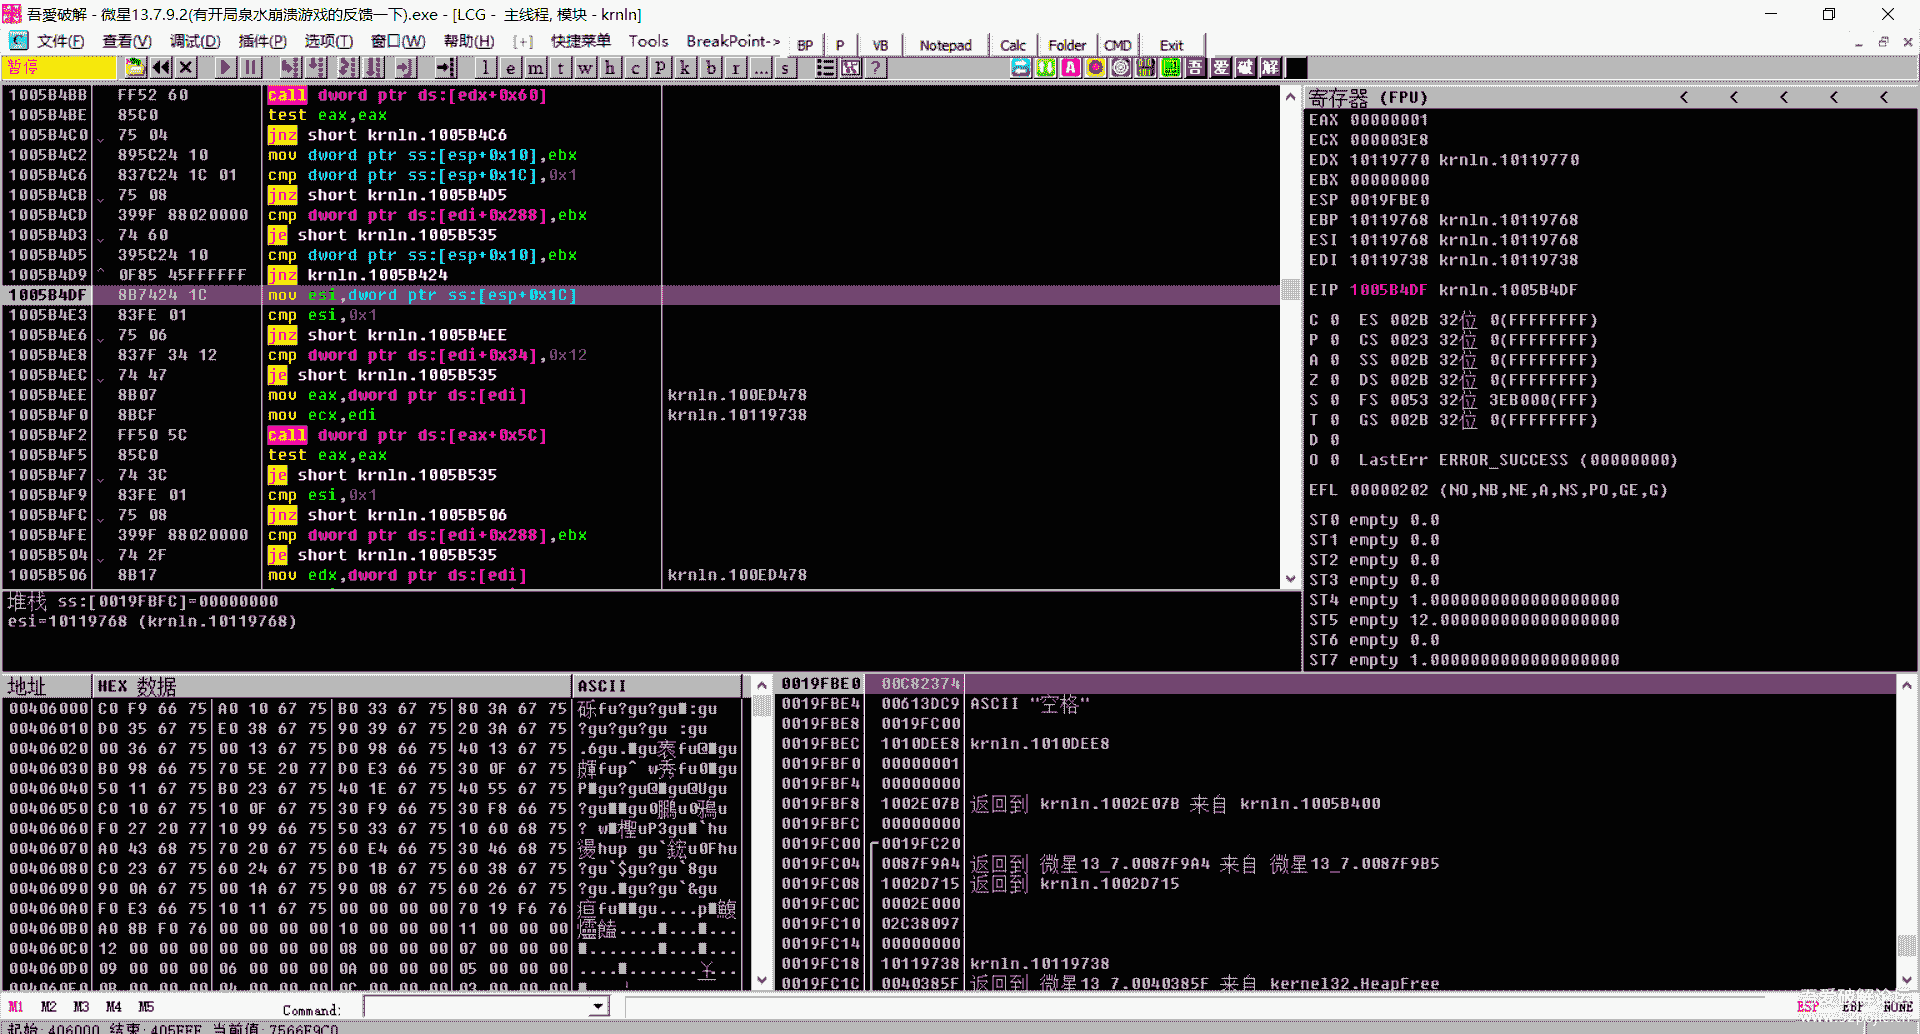 吾愛破解 - 微星13.7.9.2(有开局泉水崩溃游戏的反馈一下).exe - [LCG - 主线程, 模块 - krnln]
文件(F) 查看(V) 调试(D) 插件(P) 选项(T) 窗口(W) 帮助(H) [+] 快捷菜单 Tools BreakPoint-> BP P VB Notepad Calc Folder CMD Exit
暂停 l e m t w h c P k b r ... s ? 吾 爱 破 解
1005B4BB FF52 60 call dword ptr ds:[edx+0x60]
1005B4BE 85C0 test eax,eax
1005B4C0 75 04 jnz short krnln.1005B4C6
1005B4C2 895C24 10 mov dword ptr ss:[esp+0x10],ebx
1005B4C6 837C24 1C 01 cmp dword ptr ss:[esp+0x1C],0x1
1005B4CB 75 08 jnz short krnln.1005B4D5
1005B4CD 399F 88020000 cmp dword ptr ds:[edi+0x288],ebx
1005B4D3 74 60 je short krnln.1005B535
1005B4D5 395C24 10 cmp dword ptr ss:[esp+0x10],ebx
1005B4D9 ^ 0F85 45FFFFFF jnz krnln.1005B424
1005B4DF 8B7424 1C mov esi,dword ptr ss:[esp+0x1C]
1005B4E3 83FE 01 cmp esi,0x1
1005B4E6 75 06 jnz short krnln.1005B4EE
1005B4E8 837F 34 12 cmp dword ptr ds:[edi+0x34],0x12
1005B4EC 74 47 je short krnln.1005B535
1005B4EE 8B07 mov eax,dword ptr ds:[edi] krnln.100ED478
1005B4F0 8BCF mov ecx,edi krnln.10119738
1005B4F2 FF50 5C call dword ptr ds:[eax+0x5C]
1005B4F5 85C0 test eax,eax
1005B4F7 74 3C je short krnln.1005B535
1005B4F9 83FE 01 cmp esi,0x1
1005B4FC 75 08 jnz short krnln.1005B506
1005B4FE 399F 88020000 cmp dword ptr ds:[edi+0x288],ebx
1005B504 74 2F je short krnln.1005B535
1005B506 8B17 mov edx,dword ptr ds:[edi] krnln.100ED478
堆栈 ss:[0019FBFC]=00000000
esi=10119768 (krnln.10119768)
寄存器 (FPU) < < < < <
EAX 00000001
ECX 000003E8
EDX 10119770 krnln.10119770
EBX 00000000
ESP 0019FBE0
EBP 10119768 krnln.10119768
ESI 10119768 krnln.10119768
EDI 10119738 krnln.10119738
EIP 1005B4DF krnln.1005B4DF
C 0 ES 002B 32位 0(FFFFFFFF)
P 0 CS 0023 32位 0(FFFFFFFF)
A 0 SS 002B 32位 0(FFFFFFFF)
Z 0 DS 002B 32位 0(FFFFFFFF)
S 0 FS 0053 32位 3EB000(FFF)
T 0 GS 002B 32位 0(FFFFFFFF)
D 0
O 0 LastErr ERROR_SUCCESS (00000000)
EFL 00000202 (NO,NB,NE,A,NS,PO,GE,G)
ST0 empty 0.0
ST1 empty 0.0
ST2 empty 0.0
ST3 empty 0.0
ST4 empty 1.0000000000000000000
ST5 empty 12.000000000000000000
ST6 empty 0.0
ST7 empty 1.0000000000000000000
地址 HEX 数据 ASCII
00406000 C0 F9 66 75 A0 10 67 75 B0 33 67 75 80 3A 67 75
00406010 D0 35 67 75 E0 38 67 75 90 39 67 75 20 3A 67 75 ?gu?gu?gu :gu
00406020 00 36 67 75 00 13 67 75 D0 98 66 75 40 13 67 75
00406030 B0 98 66 75 70 5E 20 77 D0 E3 66 75 30 0F 67 75
00406040 50 11 67 75 B0 23 67 75 40 1E 67 75 40 55 67 75
00406050 C0 10 67 75 10 0F 67 75 30 F9 66 75 30 F8 66 75
00406060 F0 27 20 77 10 99 66 75 50 33 67 75 10 60 68 75
00406070 A0 43 68 75 70 20 67 75 60 E4 66 75 30 46 68 75
00406080 C0 23 67 75 60 24 67 75 D0 1B 67 75 60 38 67 75 ?gu`$gu?gu`8gu
00406090 90 0A 67 75 00 1A 67 75 90 08 67 75 60 26 67 75 ?gu.■gu?gu`&gu
004060A0 F0 E3 66 75 10 11 67 75 00 00 00 00 70 19 F6 76
004060B0 A0 8B F0 76 00 00 00 00 10 00 00 00 11 00 00 00
004060C0 12 00 00 00 00 00 00 00 08 00 00 00 07 00 00 00
004060D0 09 00 00 00 06 00 00 00 0A 00 00 00 05 00 00 00
0019FBE0 00C82374
0019FBE4 00613DC9 ASCII "空格"
0019FBE8 0019FC00
0019FBEC 1010DEE8 krnln.1010DEE8
0019FBF0 00000001
0019FBF4 00000000
0019FBF8 1002E07B 返回到 krnln.1002E07B 来自 krnln.1005B400
0019FBFC 00000000
0019FC00 0019FC20
0019FC04 0087F9A4 返回到 微星13_7.0087F9A4 来自 微星13_7.0087F9B5
0019FC08 1002D715 返回到 krnln.1002D715
0019FC0C 0002E000
0019FC10 02C38097
0019FC14 00000000
0019FC18 10119738 krnln.10119738
0019FC1C 0040385F 返回到 微星13_7.0040385F 来自 kernel32.HeapFree
M1 M2 M3 M4 M5 Command: ESP EBP NONE
起始:406000 结束:405FFF 当前值:7566F9C0